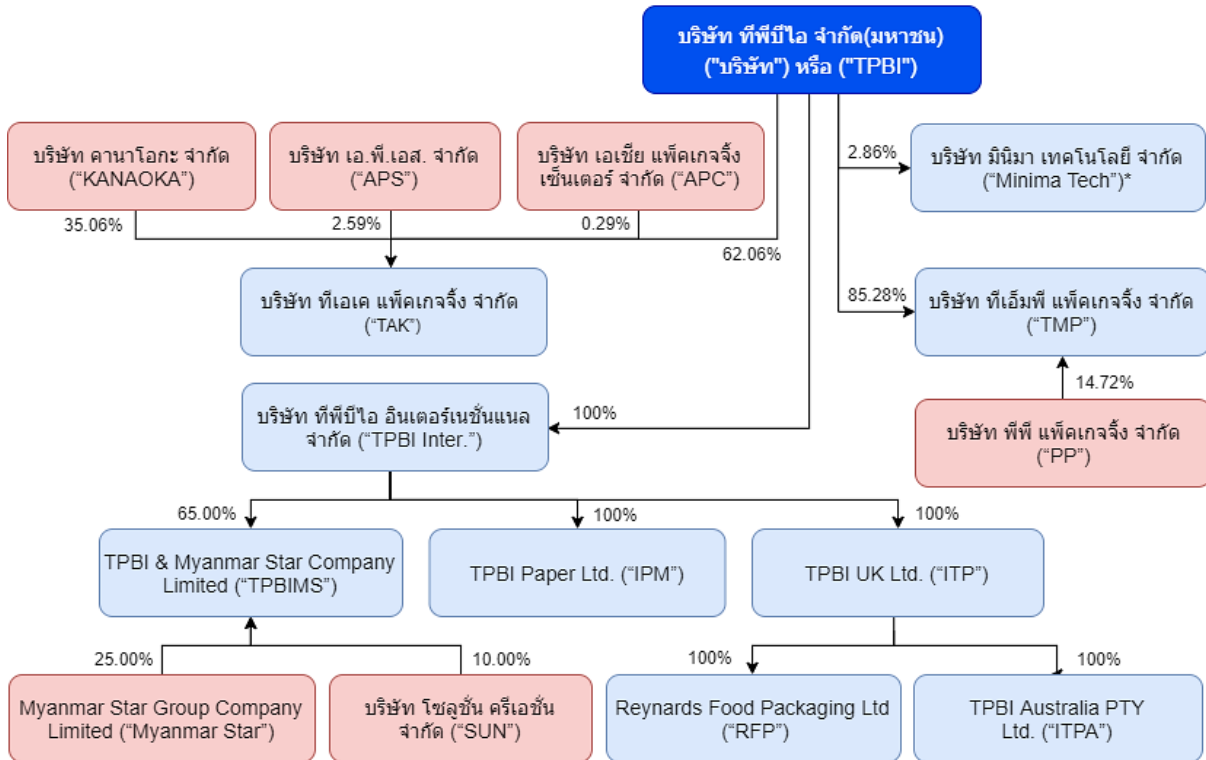 บริษัท ทีพีบีไอ จำกัด(มหาชน)
("บริษัท") หรือ ("TPBI")
บริษัท คานาโอกะ จำกัด
(“KANAOKA”)
บริษัท เอ.พี.เอส. จำกัด
(“APS”)
บริษัท เอเชีย แพ็คเกจจิ้ง
เซ็นเตอร์ จำกัด (“APC”)
2.86%
บริษัท มินิมา เทคโนโลยี จำกัด
(“Minima Tech”)*
35.06%
2.59%
0.29%
62.06%
บริษัท ทีเอเค แพ็คเกจจิ้ง จำกัด
(“TAK”)
85.28%
บริษัท ทีเอ็มพี แพ็คเกจจิ้ง จำกัด
(“TMP”)
14.72%
บริษัท ทีพีบีไอ อินเตอร์เนชั่นแนล
จำกัด (“TPBI Inter.”)
100%
บริษัท พีพี แพ็คเกจจิ้ง จำกัด
(“PP”)
65.00%
100%
100%
TPBI & Myanmar Star Company
Limited (“TPBIMS”)
TPBI Paper Ltd. (“IPM”)
TPBI UK Ltd. (“ITP”)
25.00%
10.00%
100%
100%
Myanmar Star Group Company
Limited (“Myanmar Star”)
บริษัท โซลูชั่น ครีเอชั่น
จำกัด (“SUN”)
Reynards Food Packaging Ltd
(“RFP”)
TPBI Australia PTY
Ltd. (“ITPA”)